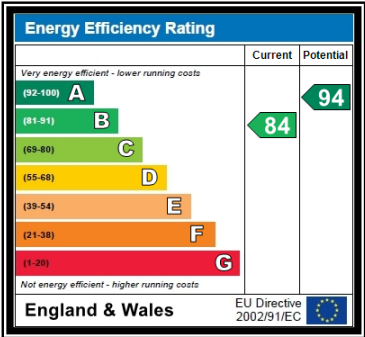 Energy Efficiency Rating
Current Potential
Very energy efficient - lower running costs
(92-100) A
94
(81-91) B
84
(69-80) C
(55-68) D
(39-54) E
(21-38) F
(1-20) G
Not energy efficient - higher running costs
England & Wales
EU Directive
2002/91/EC